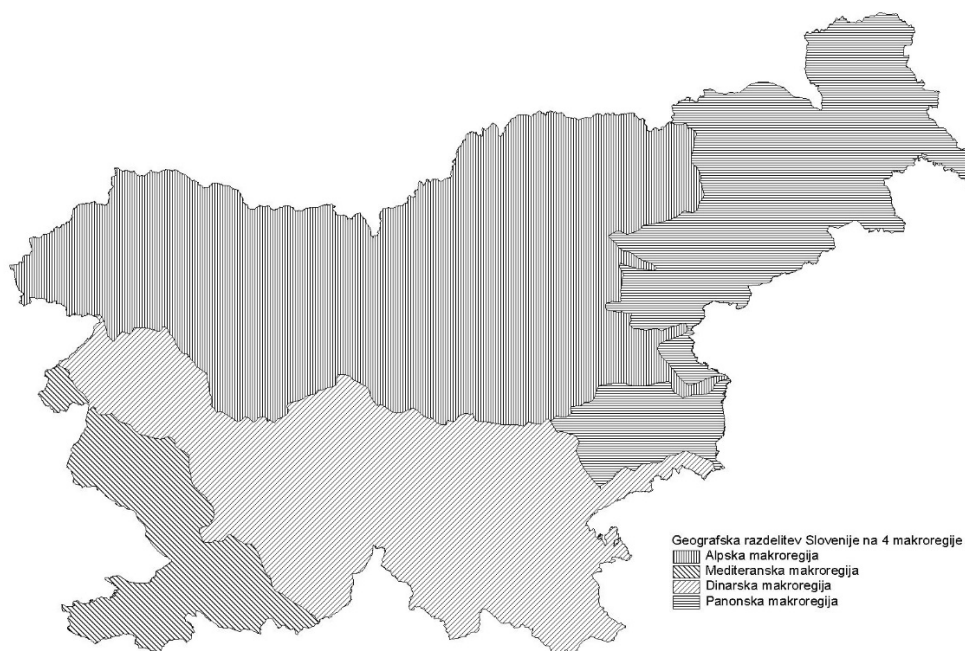 Geografska razdelitev Slovenije na 4 makroregije
Alpska makroregija
Mediteranska makroregija
Dinarska makroregija
Panonska makroregija